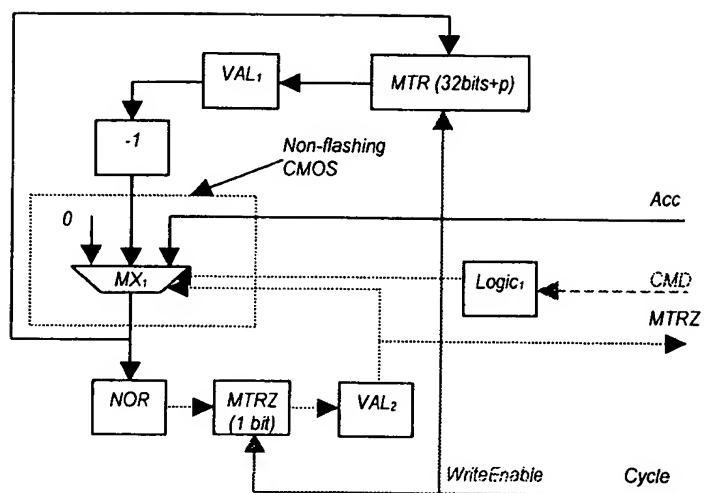 VAL₁
MTR (32bits+p)
-1
Non-flashing
CMOS
Acc
0
MX₁
Logic₁
CMD
MTRZ
NOR
MTRZ
(1 bit)
VAL₂
WriteEnable
Cycle